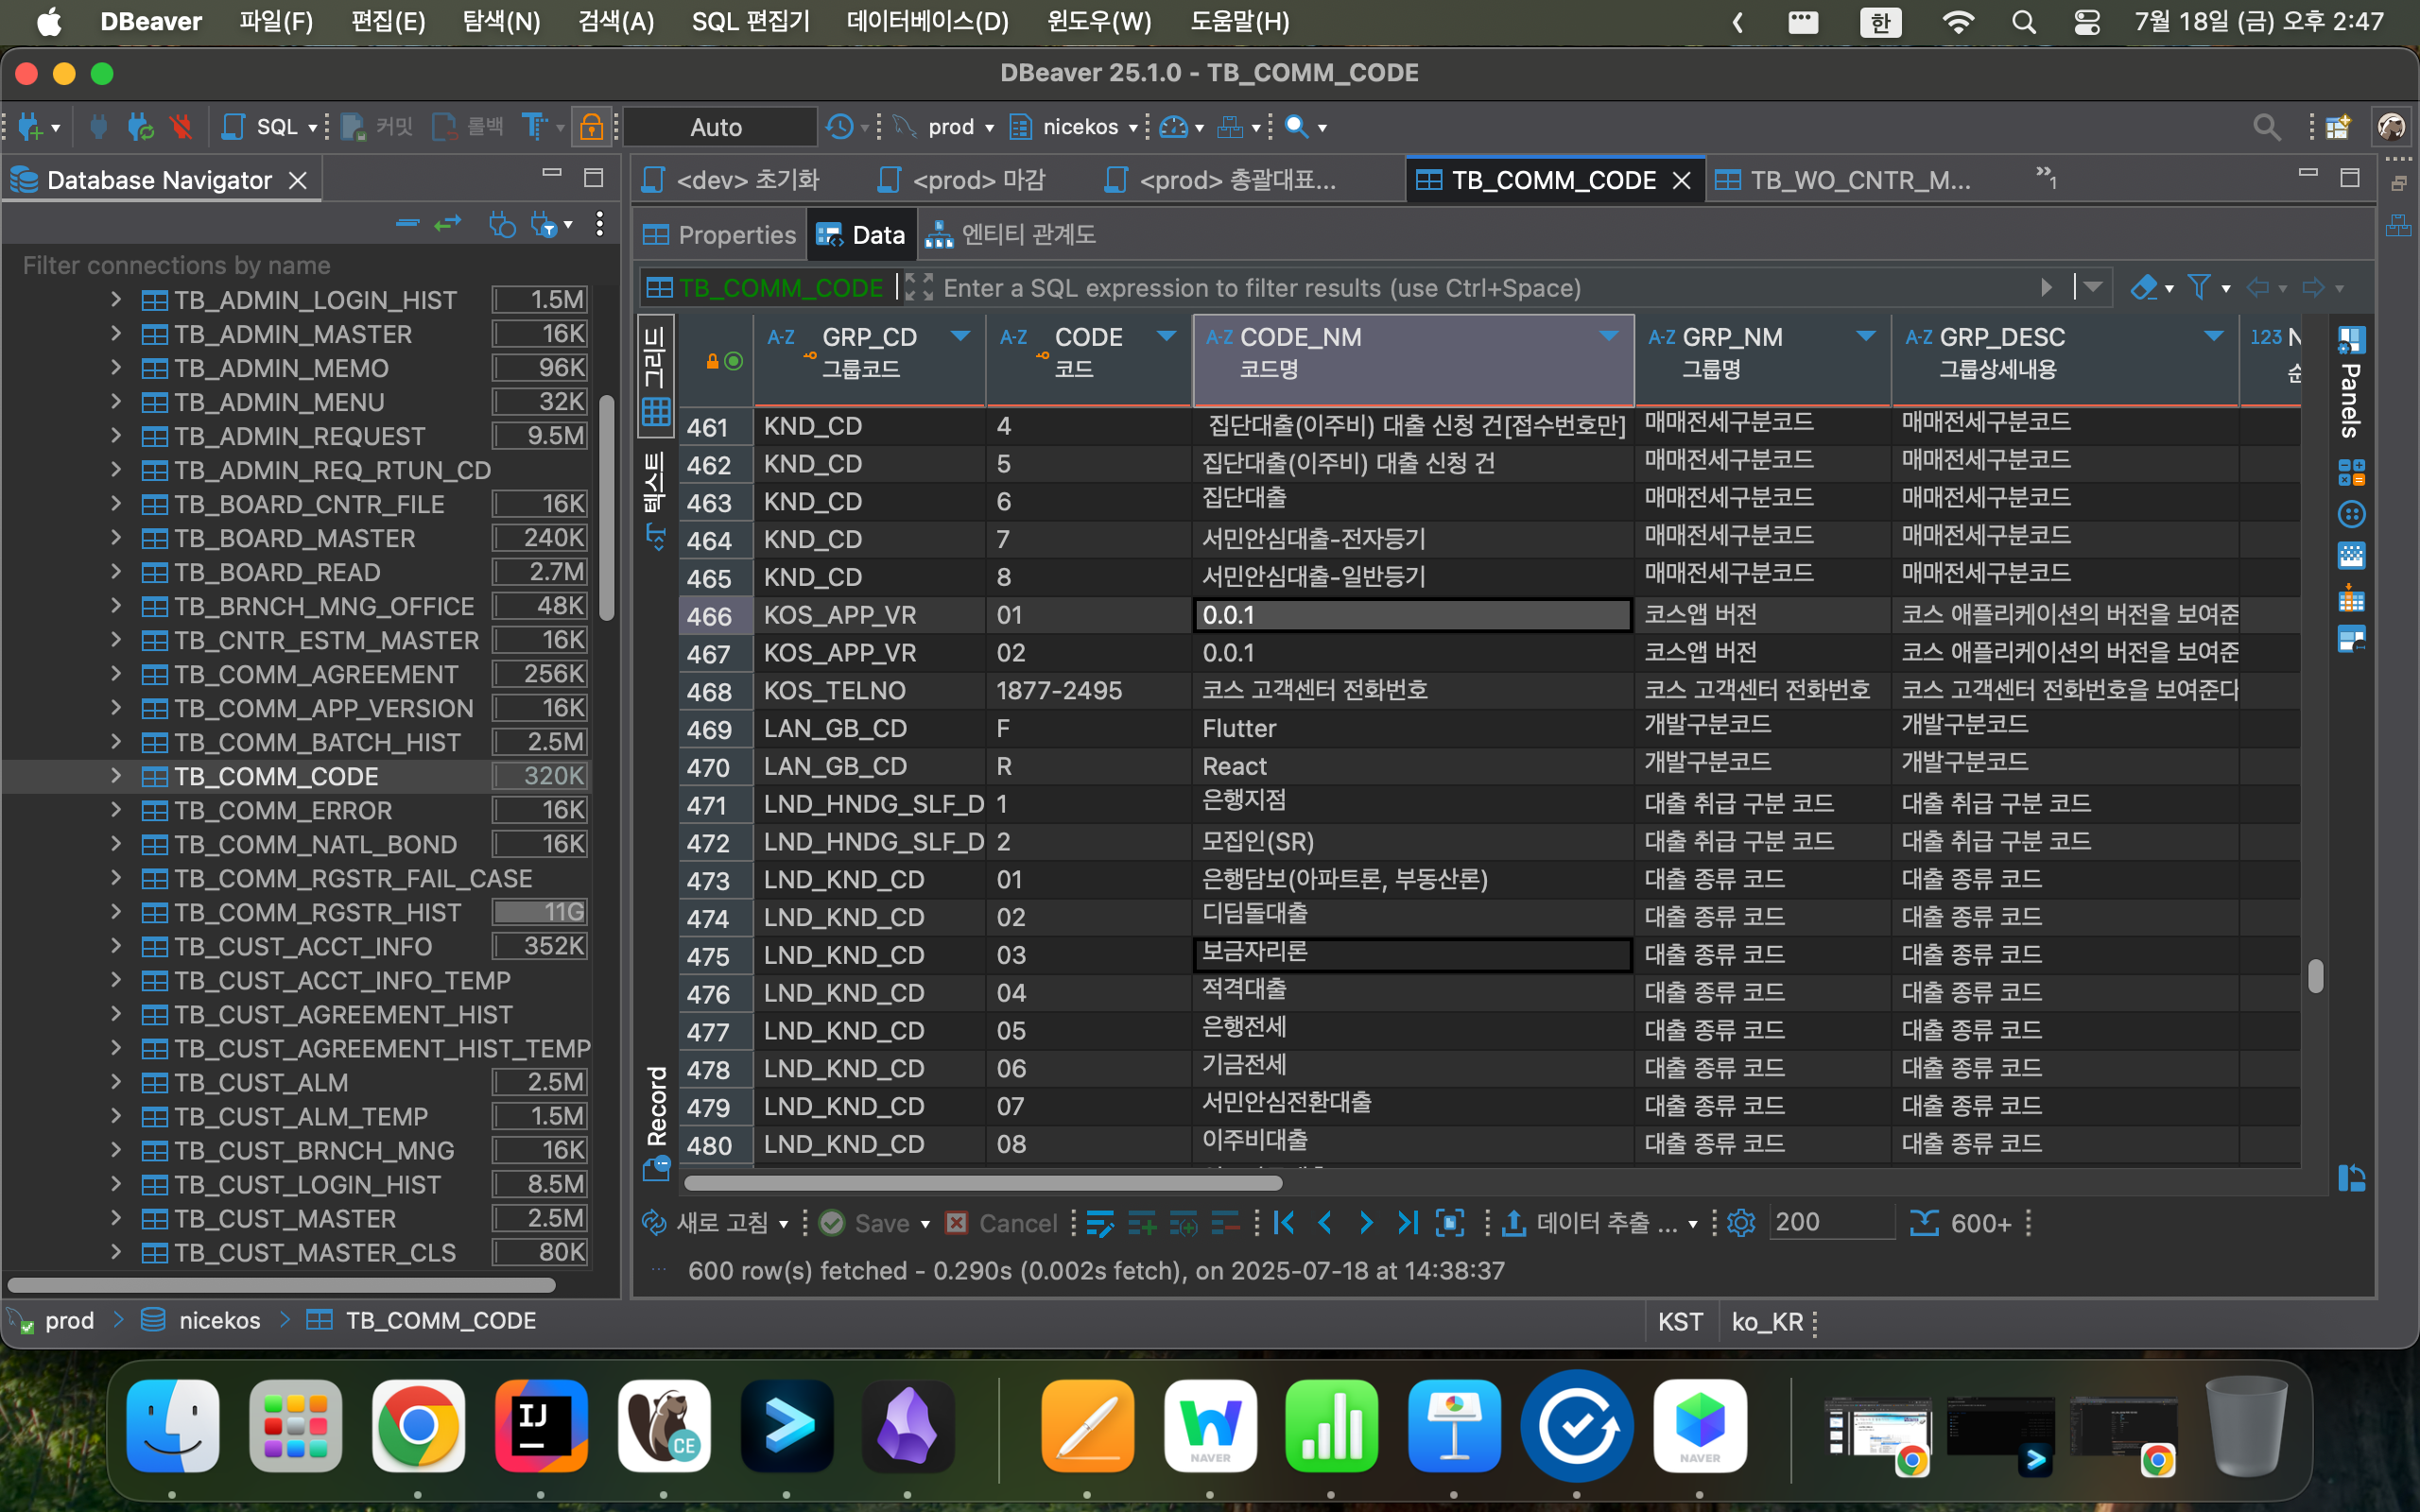 DBeaver 파일(F) 편집(E) 탐색(N) 검색(A) SQL 편집기 데이터베이스(D) 윈도우(W) 도움말(H) 한 7월 18일 (금) 오후 2:47
DBeaver 25.1.0 - TB_COMM_CODE
SQL 커밋 롤백 Auto prod nicekos
Database Navigator
<dev> 초기화 <prod> 마감 <prod> 총괄대표... TB_COMM_CODE TB_WO_CNTR_M... »1
Properties Data 엔티티 관계도
Filter connections by name
TB_COMM_CODE Enter a SQL expression to filter results (use Ctrl+Space)
TB_ADMIN_LOGIN_HIST 1.5M
TB_ADMIN_MASTER 16K
TB_ADMIN_MEMO 96K
TB_ADMIN_MENU 32K
TB_ADMIN_REQUEST 9.5M
TB_ADMIN_REQ_RTUN_CD
TB_BOARD_CNTR_FILE 16K
TB_BOARD_MASTER 240K
TB_BOARD_READ 2.7M
TB_BRNCH_MNG_OFFICE 48K
TB_CNTR_ESTM_MASTER 16K
TB_COMM_AGREEMENT 256K
TB_COMM_APP_VERSION 16K
TB_COMM_BATCH_HIST 2.5M
TB_COMM_CODE 320K
TB_COMM_ERROR 16K
TB_COMM_NATL_BOND 16K
TB_COMM_RGSTR_FAIL_CASE
TB_COMM_RGSTR_HIST 11G
TB_CUST_ACCT_INFO 352K
TB_CUST_ACCT_INFO_TEMP
TB_CUST_AGREEMENT_HIST
TB_CUST_AGREEMENT_HIST_TEMP
TB_CUST_ALM 2.5M
TB_CUST_ALM_TEMP 1.5M
TB_CUST_BRNCH_MNG 16K
TB_CUST_LOGIN_HIST 8.5M
TB_CUST_MASTER 2.5M
TB_CUST_MASTER_CLS 80K
그리드
텍스트
Record
A-Z GRP_CD A-Z CODE A-Z CODE_NM A-Z GRP_NM A-Z GRP_DESC 123 N
그룹코드 코드 코드명 그룹명 그룹상세내용 순
461 KND_CD 4 집단대출(이주비) 대출 신청 건[접수번호만] 매매전세구분코드 매매전세구분코드
462 KND_CD 5 집단대출(이주비) 대출 신청 건 매매전세구분코드 매매전세구분코드
463 KND_CD 6 집단대출 매매전세구분코드 매매전세구분코드
464 KND_CD 7 서민안심대출-전자등기 매매전세구분코드 매매전세구분코드
465 KND_CD 8 서민안심대출-일반등기 매매전세구분코드 매매전세구분코드
466 KOS_APP_VR 01 0.0.1 코스앱 버전 코스 애플리케이션의 버전을 보여준
467 KOS_APP_VR 02 0.0.1 코스앱 버전 코스 애플리케이션의 버전을 보여준
468 KOS_TELNO 1877-2495 코스 고객센터 전화번호 코스 고객센터 전화번호 코스 고객센터 전화번호을 보여준다
469 LAN_GB_CD F Flutter 개발구분코드 개발구분코드
470 LAN_GB_CD R React 개발구분코드 개발구분코드
471 LND_HNDG_SLF_D 1 은행지점 대출 취급 구분 코드 대출 취급 구분 코드
472 LND_HNDG_SLF_D 2 모집인(SR) 대출 취급 구분 코드 대출 취급 구분 코드
473 LND_KND_CD 01 은행담보(아파트론, 부동산론) 대출 종류 코드 대출 종류 코드
474 LND_KND_CD 02 디딤돌대출 대출 종류 코드 대출 종류 코드
475 LND_KND_CD 03 보금자리론 대출 종류 코드 대출 종류 코드
476 LND_KND_CD 04 적격대출 대출 종류 코드 대출 종류 코드
477 LND_KND_CD 05 은행전세 대출 종류 코드 대출 종류 코드
478 LND_KND_CD 06 기금전세 대출 종류 코드 대출 종류 코드
479 LND_KND_CD 07 서민안심전환대출 대출 종류 코드 대출 종류 코드
480 LND_KND_CD 08 이주비대출 대출 종류 코드 대출 종류 코드
Panels
새로 고침 Save Cancel 데이터 추출 ... 200 600+
600 row(s) fetched - 0.290s (0.002s fetch), on 2025-07-18 at 14:38:37
prod nicekos TB_COMM_CODE KST ko_KR
IJ CE NAVER NAVER